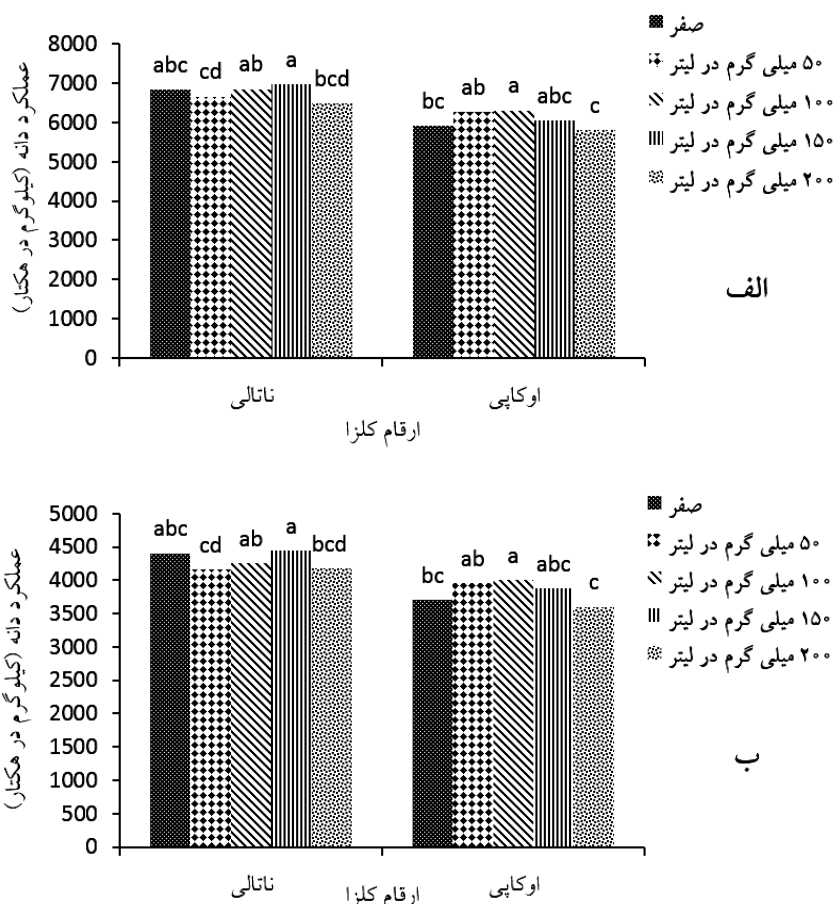 صفر
۵۰ میلی گرم در لیتر
۱۰۰ میلی گرم در لیتر
۱۵۰ میلی گرم در لیتر
۲۰۰ میلی گرم در لیتر
الف
عملکرد دانه (کیلوگرم در هکتار)
8000
7000
6000
5000
4000
3000
2000
1000
0
abc cd ab a bcd bc ab a abc c
ناتالی اوکاپی
ارقام کلزا
صفر
۵۰ میلی گرم در لیتر
۱۰۰ میلی گرم در لیتر
۱۵۰ میلی گرم در لیتر
۲۰۰ میلی گرم در لیتر
ب
عملکرد دانه (کیلوگرم در هکتار)
5000
4500
4000
3500
3000
2500
2000
1500
1000
500
0
abc cd ab a bcd bc ab a abc c
ناتالی اوکاپی
ارقام کلزا